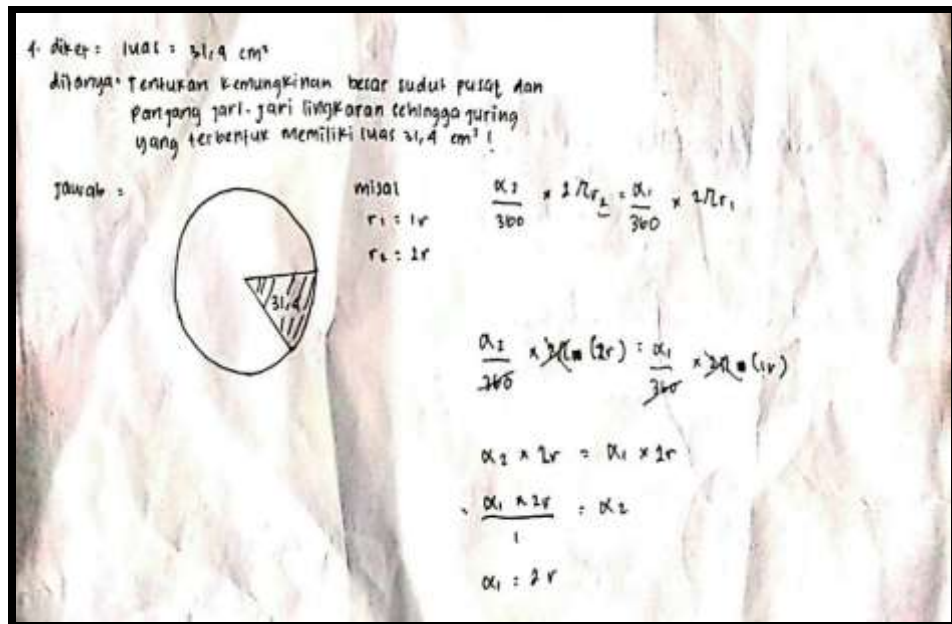 4. diket : luas = 31,4 cm²
ditanya : Tentukan kemungkinan besar sudut pusat dan
panjang jari-jari lingkaran sehingga juring
yang terbentuk memiliki luas 31,4 cm² !
Jawab :
31,4
misal
r₁ = 1r
r₂ = 2r
α₂/360 × 2πr₂ = α₁/360 × 2πr₁
α₂/360 × 2π (2r) = α₁/360 × 2π (1r)
α₂ × 2r = α₁ × 2r
= α₁ × 2r / 1 = α₂
α₁ = 2r